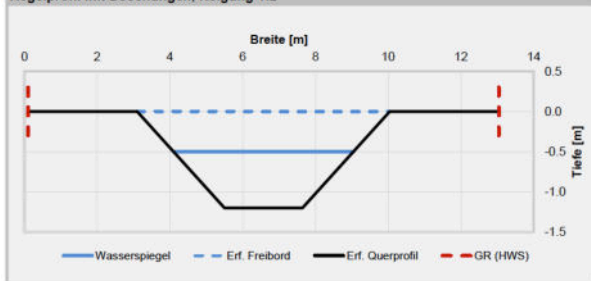 Breite [m]
0 2 4 6 8 10 12 14
0.5
0.0
-0.5
-1.0
-1.5
Tiefe [m]
Wasserspiegel Erf. Freibord Erf. Querprofil GR (HWS)